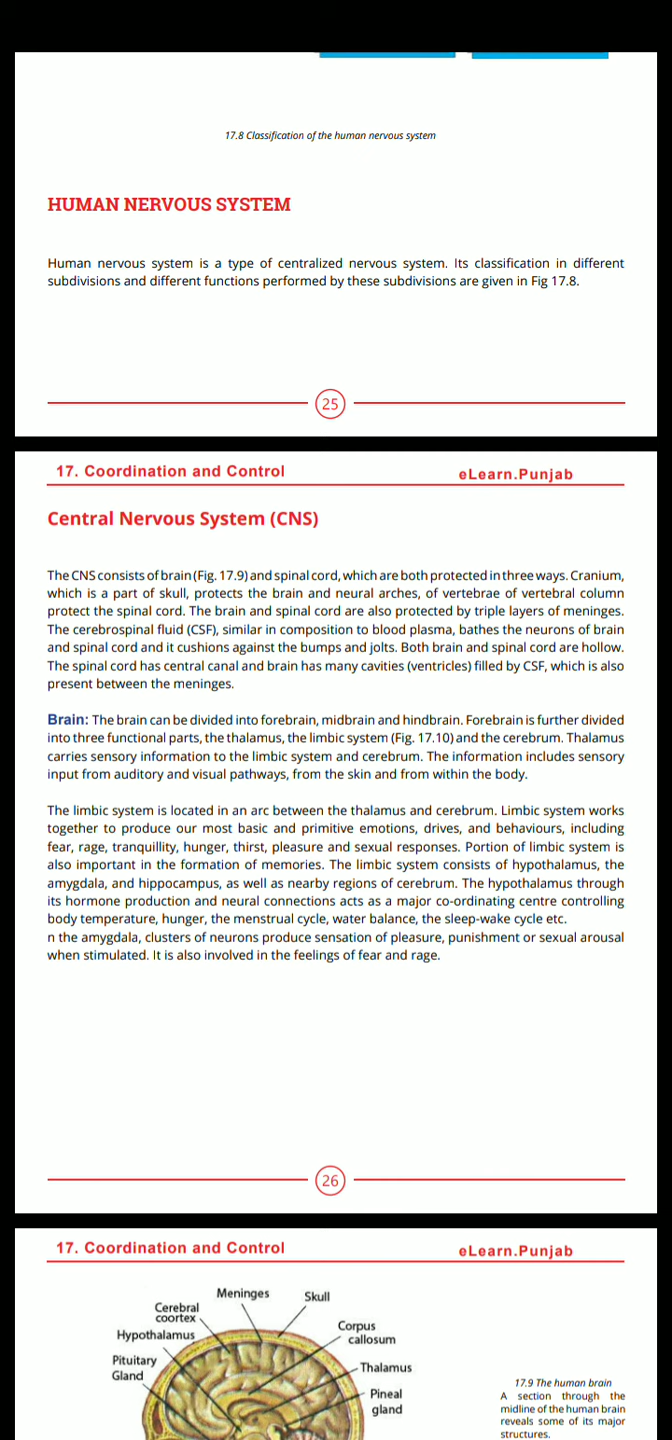 17.8 Classification of the human nervous system
HUMAN NERVOUS SYSTEM
Human nervous system is a type of centralized nervous system. Its classification in different
subdivisions and different functions performed by these subdivisions are given in Fig 17.8.
25
17. Coordination and Control
eLearn.Punjab
Central Nervous System (CNS)
The CNS consists of brain (Fig. 17.9) and spinal cord, which are both protected in three ways. Cranium,
which is a part of skull, protects the brain and neural arches, of vertebrae of vertebral column
protect the spinal cord. The brain and spinal cord are also protected by triple layers of meninges.
The cerebrospinal fluid (CSF), similar in composition to blood plasma, bathes the neurons of brain
and spinal cord and it cushions against the bumps and jolts. Both brain and spinal cord are hollow.
The spinal cord has central canal and brain has many cavities (ventricles) filled by CSF, which is also
present between the meninges.
Brain: The brain can be divided into forebrain, midbrain and hindbrain. Forebrain is further divided
into three functional parts, the thalamus, the limbic system (Fig. 17.10) and the cerebrum. Thalamus
carries sensory information to the limbic system and cerebrum. The information includes sensory
input from auditory and visual pathways, from the skin and from within the body.
The limbic system is located in an arc between the thalamus and cerebrum. Limbic system works
together to produce our most basic and primitive emotions, drives, and behaviours, including
fear, rage, tranquillity, hunger, thirst, pleasure and sexual responses. Portion of limbic system is
also important in the formation of memories. The limbic system consists of hypothalamus, the
amygdala, and hippocampus, as well as nearby regions of cerebrum. The hypothalamus through
its hormone production and neural connections acts as a major co-ordinating centre controlling
body temperature, hunger, the menstrual cycle, water balance, the sleep-wake cycle etc.
n the amygdala, clusters of neurons produce sensation of pleasure, punishment or sexual arousal
when stimulated. It is also involved in the feelings of fear and rage.
26
17. Coordination and Control
eLearn.Punjab
Meninges
Skull
Cerebral
coortex
Hypothalamus
Corpus
callosum
Pituitary
Gland
Thalamus
Pineal
gland
17.9 The human brain
A section through the
midline of the human brain
reveals some of its major
structures.